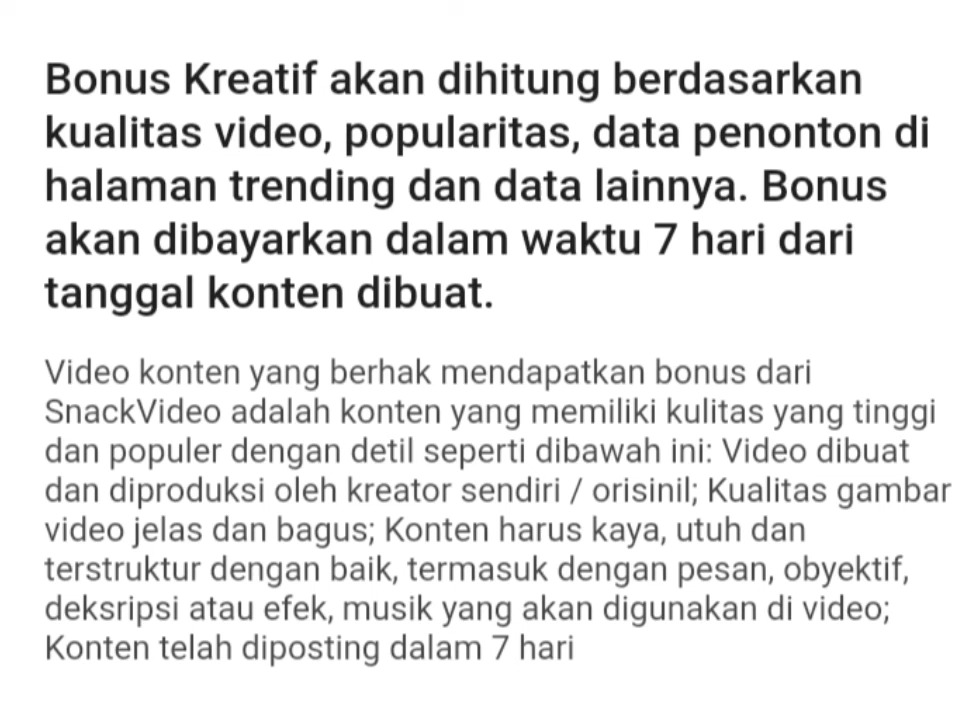 Bonus Kreatif akan dihitung berdasarkan
kualitas video, popularitas, data penonton di
halaman trending dan data lainnya. Bonus
akan dibayarkan dalam waktu 7 hari dari
tanggal konten dibuat.
Video konten yang berhak mendapatkan bonus dari
SnackVideo adalah konten yang memiliki kulitas yang tinggi
dan populer dengan detil seperti dibawah ini: Video dibuat
dan diproduksi oleh kreator sendiri / orisinil; Kualitas gambar
video jelas dan bagus; Konten harus kaya, utuh dan
terstruktur dengan baik, termasuk dengan pesan, obyektif,
deksripsi atau efek, musik yang akan digunakan di video;
Konten telah diposting dalam 7 hari